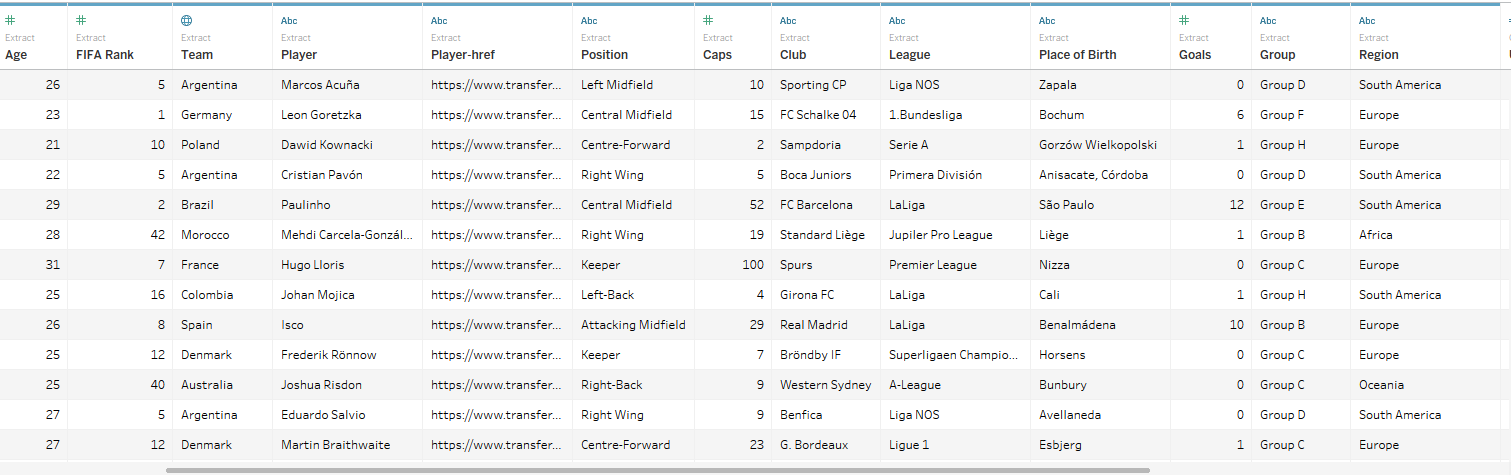 # # Abc Abc Abc # Abc Abc Abc # Abc Abc
Extract Extract Extract Extract Extract Extract Extract Extract Extract Extract Extract Extract Extract
Age FIFA Rank Team Player Player-href Position Caps Club League Place of Birth Goals Group Region
26 5 Argentina Marcos Acuña https://www.transfer... Left Midfield 10 Sporting CP Liga NOS Zapala 0 Group D South America
23 1 Germany Leon Goretzka https://www.transfer... Central Midfield 15 FC Schalke 04 1.Bundesliga Bochum 6 Group F Europe
21 10 Poland Dawid Kownacki https://www.transfer... Centre-Forward 2 Sampdoria Serie A Gorzów Wielkopolski 1 Group H Europe
22 5 Argentina Cristian Pavón https://www.transfer... Right Wing 5 Boca Juniors Primera División Anisacate, Córdoba 0 Group D South America
29 2 Brazil Paulinho https://www.transfer... Central Midfield 52 FC Barcelona LaLiga São Paulo 12 Group E South America
28 42 Morocco Mehdi Carcela-Gonzál... https://www.transfer... Right Wing 19 Standard Liège Jupiler Pro League Liège 1 Group B Africa
31 7 France Hugo Lloris https://www.transfer... Keeper 100 Spurs Premier League Nizza 0 Group C Europe
25 16 Colombia Johan Mojica https://www.transfer... Left-Back 4 Girona FC LaLiga Cali 1 Group H South America
26 8 Spain Isco https://www.transfer... Attacking Midfield 29 Real Madrid LaLiga Benalmádena 10 Group B Europe
25 12 Denmark Frederik Rönnow https://www.transfer... Keeper 7 Bröndby IF Superligaen Champio... Horsens 0 Group C Europe
25 40 Australia Joshua Risdon https://www.transfer... Right-Back 9 Western Sydney A-League Bunbury 0 Group C Oceania
27 5 Argentina Eduardo Salvio https://www.transfer... Right Wing 9 Benfica Liga NOS Avellaneda 0 Group D South America
27 12 Denmark Martin Braithwaite https://www.transfer... Centre-Forward 23 G. Bordeaux Ligue 1 Esbjerg 1 Group C Europe